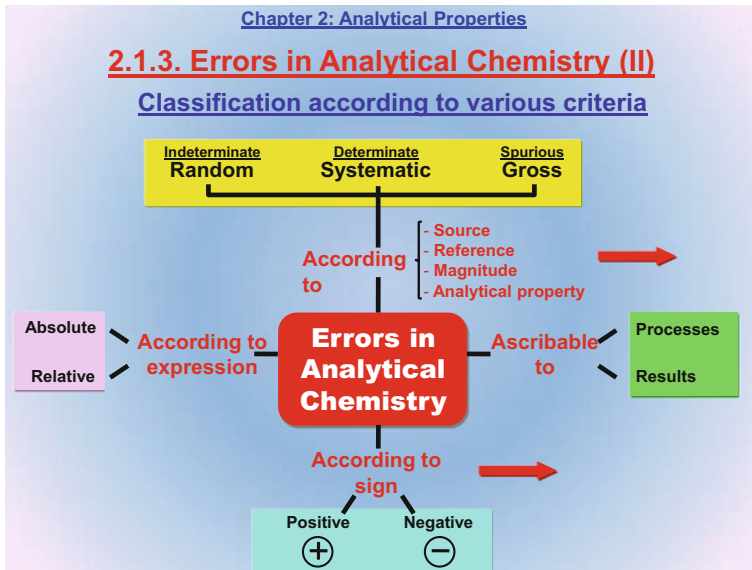 Chapter 2: Analytical Properties
2.1.3. Errors in Analytical Chemistry (II)
Classification according to various criteria
Indeterminate
Random
Determinate
Systematic
Spurious
Gross
According
to
- Source
- Reference
- Magnitude
- Analytical property
Absolute
Relative
According to
expression
Errors in
Analytical
Chemistry
Ascribable
to
Processes
Results
According to
sign
Positive
+
Negative
−